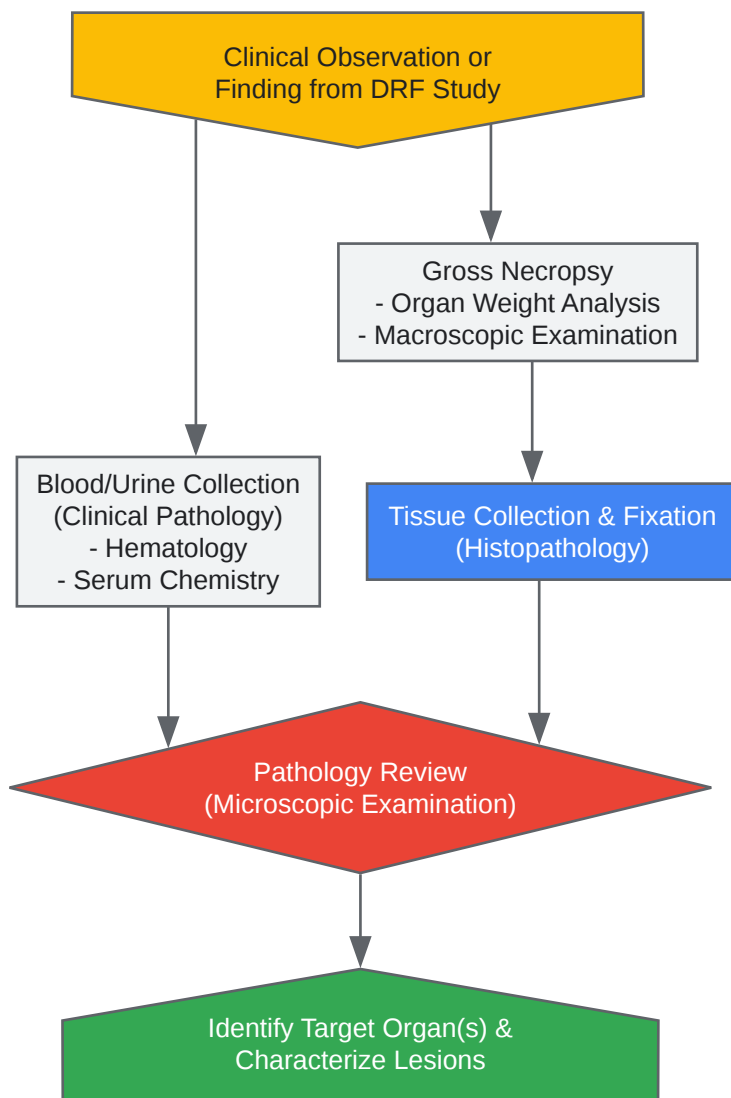 Clinical Observation or
Finding from DRF Study
Gross Necropsy
- Organ Weight Analysis
- Macroscopic Examination
Blood/Urine Collection
(Clinical Pathology)
- Hematology
- Serum Chemistry
Tissue Collection & Fixation
(Histopathology)
Pathology Review
(Microscopic Examination)
Identify Target Organ(s) &
Characterize Lesions